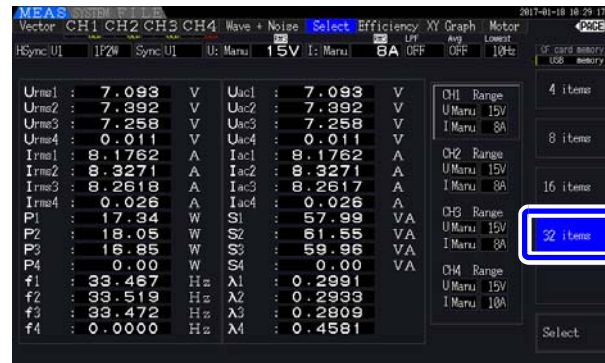 MEAS SYSTEM FILE 2017-01-18 10:29:17
Vector CH1 CH2 CH3 CH4 Wave + Noise Select Efficiency XY Graph Motor PAGE
LPF Avg Lowest
HSync U1 1P2W Sync U1 U: Manu 15V I: Manu 8A OFF OFF 10Hz CF card memory
USB memory
Urms1 : 7.093 V Uac1 : 7.093 V CH1 Range 4 items
Urms2 : 7.392 V Uac2 : 7.392 V U Manu 15V
Urms3 : 7.258 V Uac3 : 7.258 V I Manu 8A
Urms4 : 0.011 V Uac4 : 0.011 V 8 items
Irms1 : 8.1762 A Iac1 : 8.1762 A CH2 Range
Irms2 : 8.3271 A Iac2 : 8.3271 A U Manu 15V
Irms3 : 8.2618 A Iac3 : 8.2617 A I Manu 8A 16 items
Irms4 : 0.026 A Iac4 : 0.026 A
P1 : 17.34 W S1 : 57.99 VA CH3 Range
P2 : 18.05 W S2 : 61.55 VA U Manu 15V 32 items
P3 : 16.85 W S3 : 59.96 VA I Manu 8A
P4 : 0.00 W S4 : 0.00 VA
f1 : 33.467 Hz λ1 : 0.2991 CH4 Range
f2 : 33.519 Hz λ2 : 0.2933 U Manu 15V
f3 : 33.472 Hz λ3 : 0.2809 I Manu 10A
f4 : 0.0000 Hz λ4 : 0.4581 Select